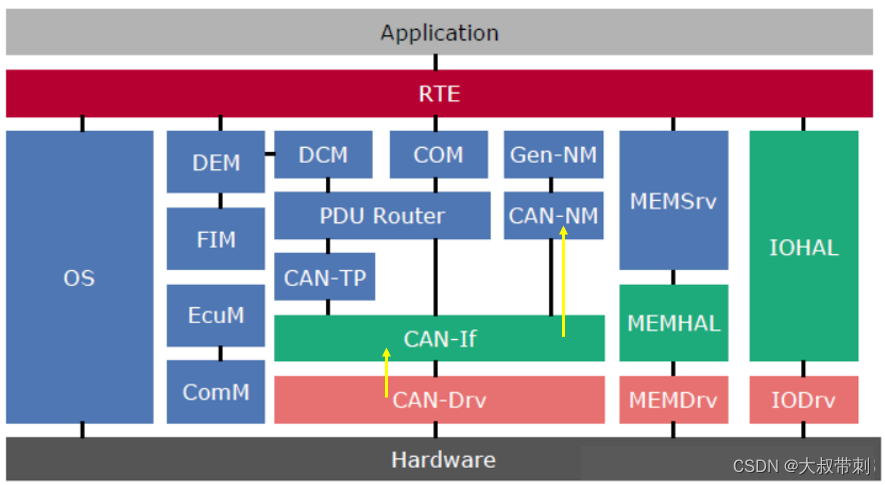 Application
RTE
OS
DEM
DCM
COM
Gen-NM
MEMSrv
IOHAL
FIM
PDU Router
CAN-NM
CAN-TP
EcuM
CAN-If
MEMHAL
ComM
CAN-Drv
MEMDrv
IODrv
Hardware
CSDN @大叔带刺